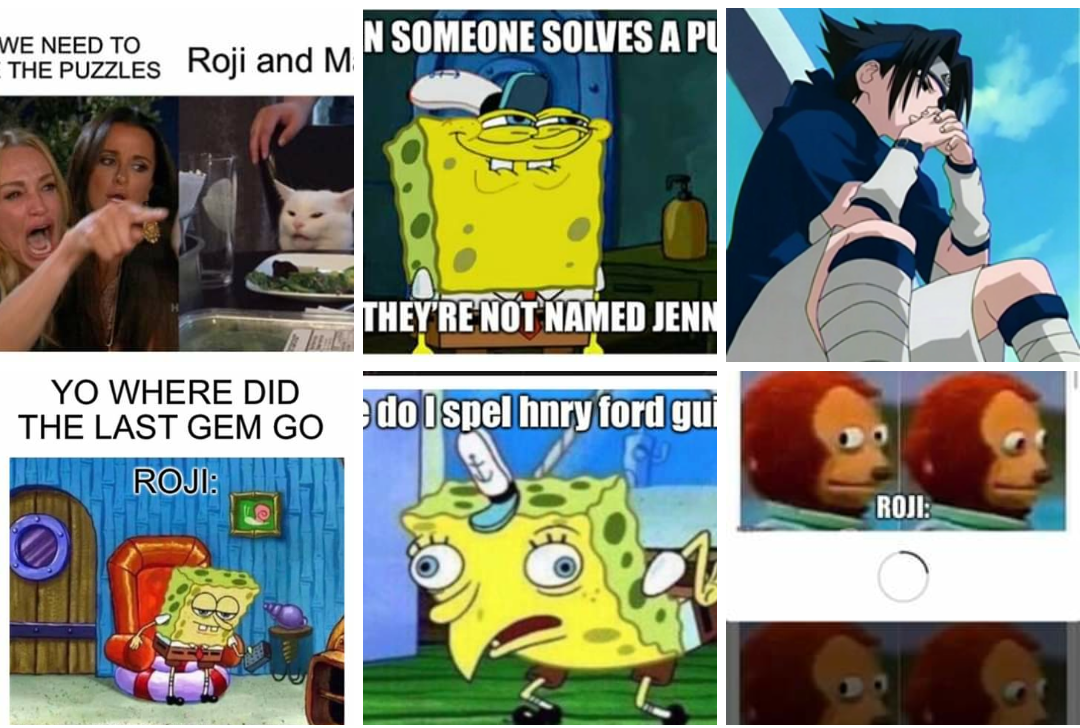 WE NEED TO
THE PUZZLES
Roji and M
N SOMEONE SOLVES A PU
THEY'RE NOT NAMED JENN
YO WHERE DID
THE LAST GEM GO
ROJI:
do I spel hnry ford gui
ROJI: